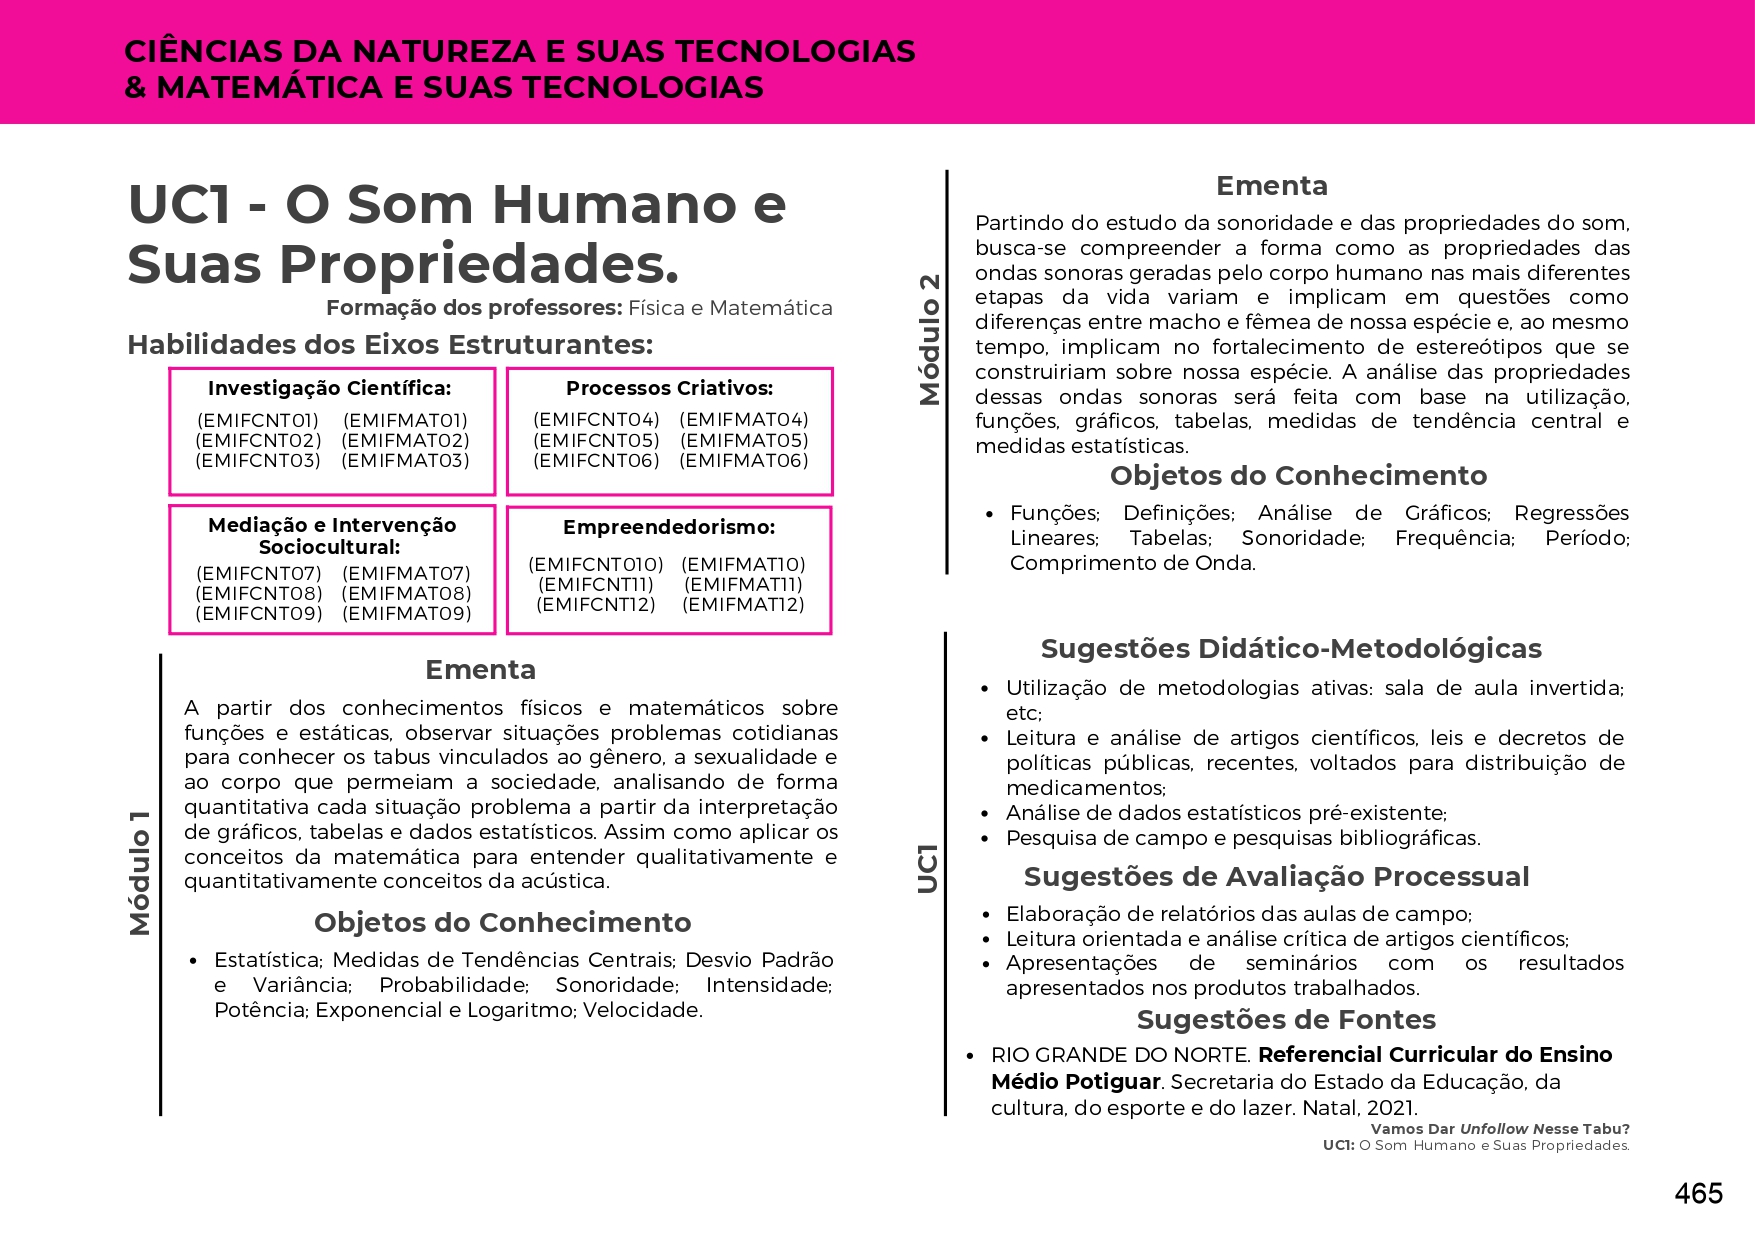 CIÊNCIAS DA NATUREZA E SUAS TECNOLOGIAS
& MATEMÁTICA E SUAS TECNOLOGIAS
UC1 - O Som Humano e
Suas Propriedades.
Formação dos professores: Física e Matemática
Habilidades dos Eixos Estruturantes:
Investigação Científica:
(EMIFCNT01) (EMIFMAT01)
(EMIFCNT02) (EMIFMAT02)
(EMIFCNT03) (EMIFMAT03)
Processos Criativos:
(EMIFCNT04) (EMIFMAT04)
(EMIFCNT05) (EMIFMAT05)
(EMIFCNT06) (EMIFMAT06)
Mediação e Intervenção
Sociocultural:
(EMIFCNT07) (EMIFMAT07)
(EMIFCNT08) (EMIFMAT08)
(EMIFCNT09) (EMIFMAT09)
Empreendedorismo:
(EMIFCNT010) (EMIFMAT10)
(EMIFCNT11) (EMIFMAT11)
(EMIFCNT12) (EMIFMAT12)
Módulo 1
Ementa
A partir dos conhecimentos físicos e matemáticos sobre
funções e estáticas, observar situações problemas cotidianas
para conhecer os tabus vinculados ao gênero, a sexualidade e
ao corpo que permeiam a sociedade, analisando de forma
quantitativa cada situação problema a partir da interpretação
de gráficos, tabelas e dados estatísticos. Assim como aplicar os
conceitos da matemática para entender qualitativamente e
quantitativamente conceitos da acústica.
Objetos do Conhecimento
• Estatística; Medidas de Tendências Centrais; Desvio Padrão
e Variância; Probabilidade; Sonoridade; Intensidade;
Potência; Exponencial e Logaritmo; Velocidade.
Módulo 2
Ementa
Partindo do estudo da sonoridade e das propriedades do som,
busca-se compreender a forma como as propriedades das
ondas sonoras geradas pelo corpo humano nas mais diferentes
etapas da vida variam e implicam em questões como
diferenças entre macho e fêmea de nossa espécie e, ao mesmo
tempo, implicam no fortalecimento de estereótipos que se
construiriam sobre nossa espécie. A análise das propriedades
dessas ondas sonoras será feita com base na utilização,
funções, gráficos, tabelas, medidas de tendência central e
medidas estatísticas.
Objetos do Conhecimento
• Funções; Definições; Análise de Gráficos; Regressões
Lineares; Tabelas; Sonoridade; Frequência; Período;
Comprimento de Onda.
UC1
Sugestões Didático-Metodológicas
• Utilização de metodologias ativas: sala de aula invertida;
etc;
• Leitura e análise de artigos científicos, leis e decretos de
políticas públicas, recentes, voltados para distribuição de
medicamentos;
• Análise de dados estatísticos pré-existente;
• Pesquisa de campo e pesquisas bibliográficas.
Sugestões de Avaliação Processual
• Elaboração de relatórios das aulas de campo;
• Leitura orientada e análise crítica de artigos científicos;
• Apresentações de seminários com os resultados
apresentados nos produtos trabalhados.
Sugestões de Fontes
• RIO GRANDE DO NORTE. Referencial Curricular do Ensino
Médio Potiguar. Secretaria do Estado da Educação, da
cultura, do esporte e do lazer. Natal, 2021.
Vamos Dar Unfollow Nesse Tabu?
UC1: O Som Humano e Suas Propriedades.
465